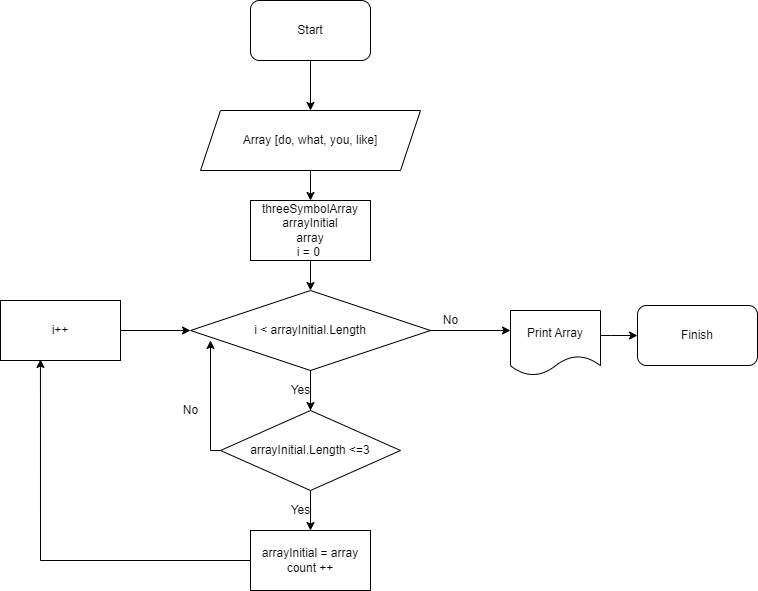 Start
Array [do, what, you, like]
threeSymbolArray
arrayInitial
array
i = 0
i++
i < arrayInitial.Length
No
Print Array
Finish
Yes
No
arrayInitial.Length <=3
Yes
arrayInitial = array
count ++